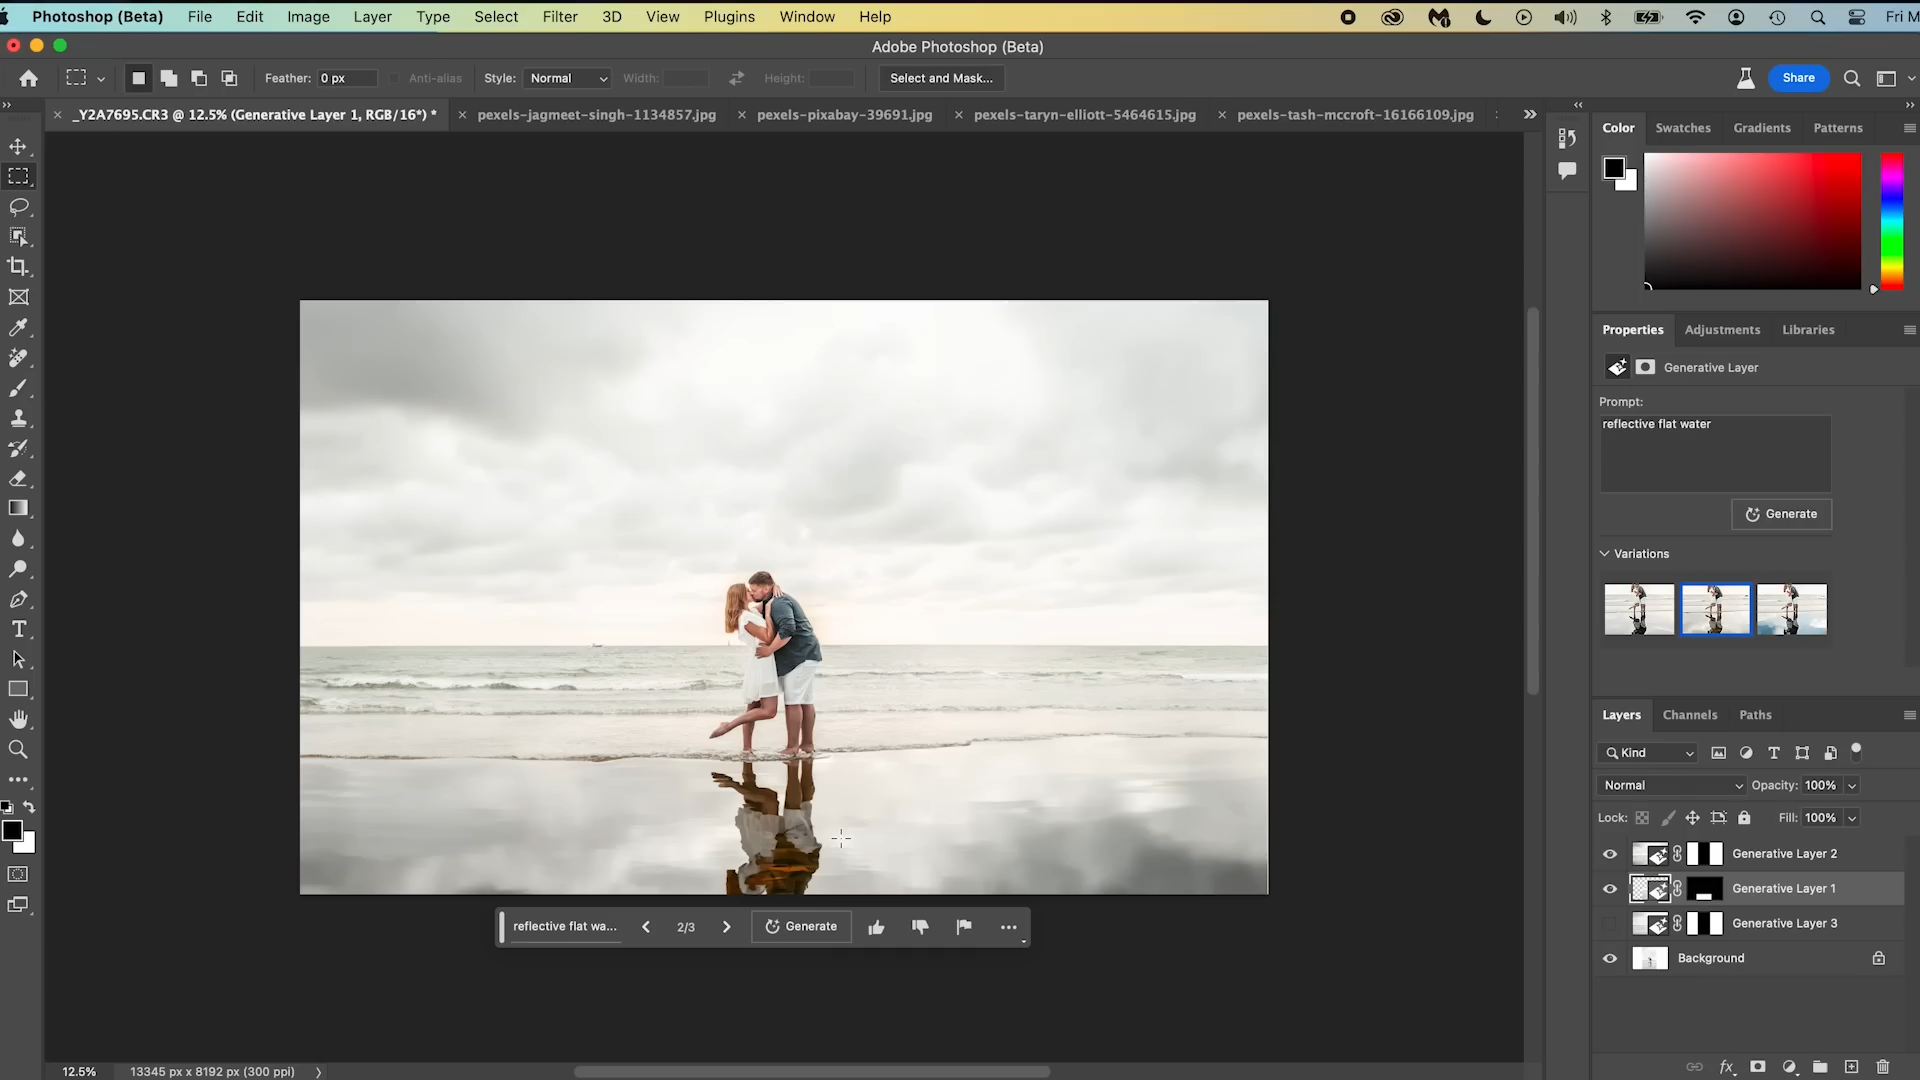 Photoshop (Beta) File Edit Image Layer Type Select Filter 3D View Plugins Window Help Fri M
Adobe Photoshop (Beta)
Feather: 0 px Anti-alias Style: Normal Width: Height: Select and Mask... Share
_Y2A7695.CR3 @ 12.5% (Generative Layer 1, RGB/16*) * pexels-jagmeet-singh-1134857.jpg pexels-pixabay-39691.jpg pexels-taryn-elliott-5464615.jpg pexels-tash-mccroft-16166109.jpg
Color Swatches Gradients Patterns
Properties Adjustments Libraries
Generative Layer
Prompt:
reflective flat water
Generate
Variations
Layers Channels Paths
Kind
Normal Opacity: 100%
Lock: Fill: 100%
Generative Layer 2
Generative Layer 1
Generative Layer 3
Background
reflective flat wa... 2/3 Generate
12.5% 13345 px x 8192 px (300 ppi)